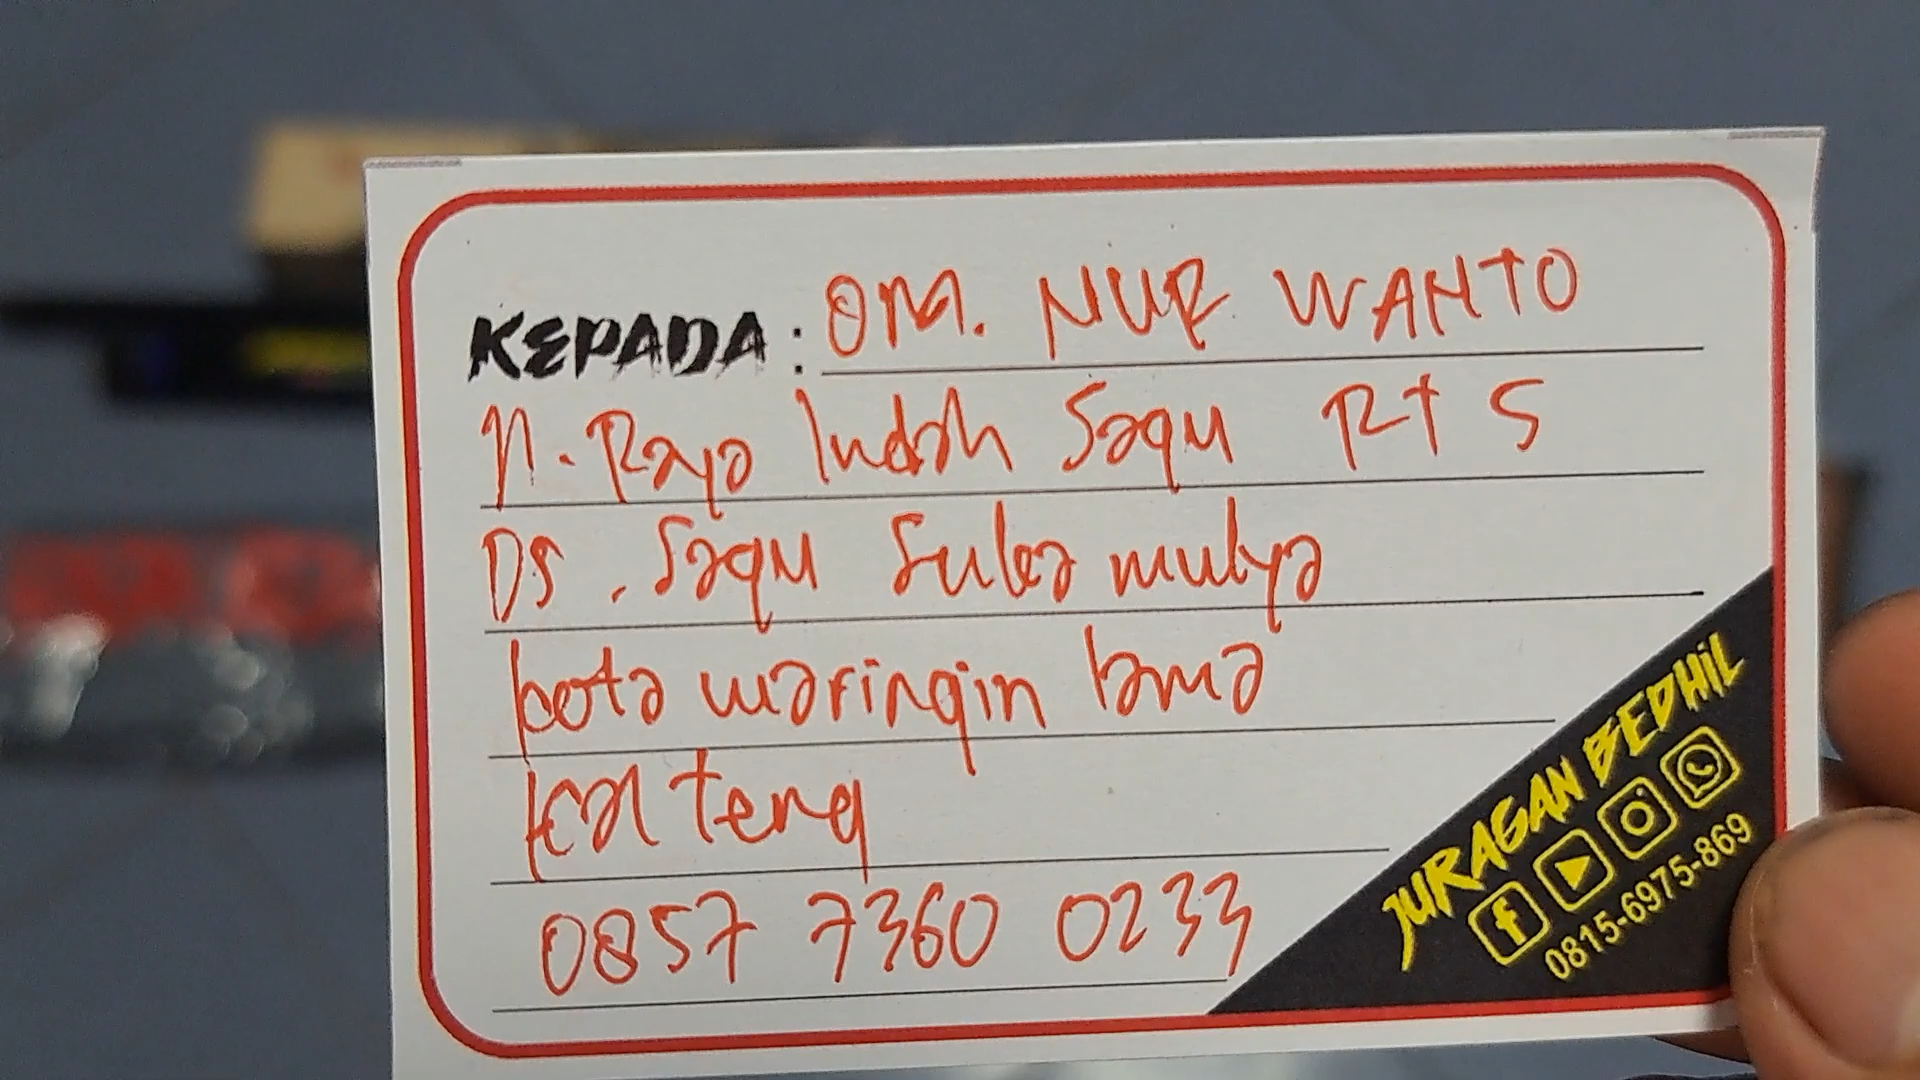 KEPADA : OM. NUR WANTO
Jl. Raya Indah Sagu RT 5
DS. Sagu Suka mulya
kota waringin lama
kalteng
0857 7360 0233
JURAGAN BEDHIL
0815-6975-869